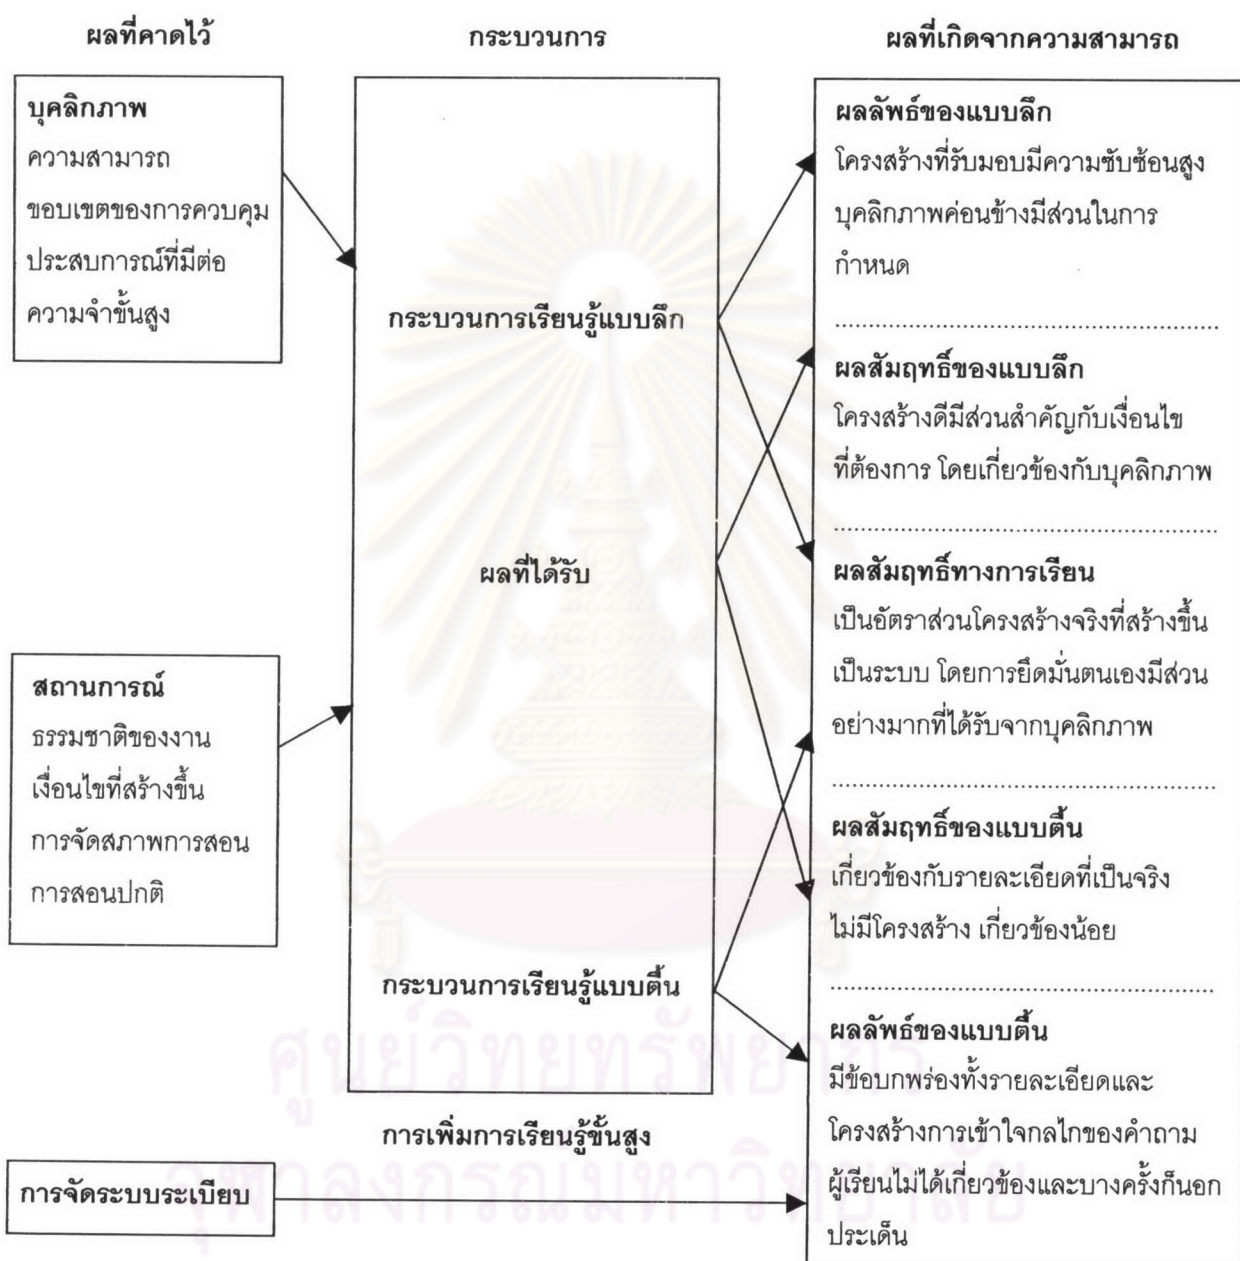 ผลที่คาดไว้
กระบวนการ
ผลที่เกิดจากความสามารถ
บุคลิกภาพ
ความสามารถ
ขอบเขตของการควบคุม
ประสบการณ์ที่มีต่อ
ความจำขั้นสูง
สถานการณ์
ธรรมชาติของงาน
เงื่อนไขที่สร้างขึ้น
การจัดสภาพการสอน
การสอนปกติ
การจัดระบบระเบียบ
กระบวนการเรียนรู้แบบลึก
ผลที่ได้รับ
กระบวนการเรียนรู้แบบตื้น
การเพิ่มการเรียนรู้ขั้นสูง
ผลลัพธ์ของแบบลึก
โครงสร้างที่รับมอบมีความซับซ้อนสูง
บุคลิกภาพค่อนข้างมีส่วนในการ
กำหนด
ผลสัมฤทธิ์ของแบบลึก
โครงสร้างดีมีส่วนสำคัญกับเงื่อนไข
ที่ต้องการ โดยเกี่ยวข้องกับบุคลิกภาพ
ผลสัมฤทธิ์ทางการเรียน
เป็นอัตราส่วนโครงสร้างจริงที่สร้างขึ้น
เป็นระบบ โดยการยึดมั่นตนเองมีส่วน
อย่างมากที่ได้รับจากบุคลิกภาพ
ผลสัมฤทธิ์ของแบบตื้น
เกี่ยวข้องกับรายละเอียดที่เป็นจริง
ไม่มีโครงสร้าง เกี่ยวข้องน้อย
ผลลัพธ์ของแบบตื้น
มีข้อบกพร่องทั้งรายละเอียดและ
โครงสร้างการเข้าใจกลไกของคำถาม
ผู้เรียนไม่ได้เกี่ยวข้องและบางครั้งก็นอก
ประเด็น
ศูนย์วิทยทรัพยากร
จุฬาลงกรณ์มหาวิทยาลัย